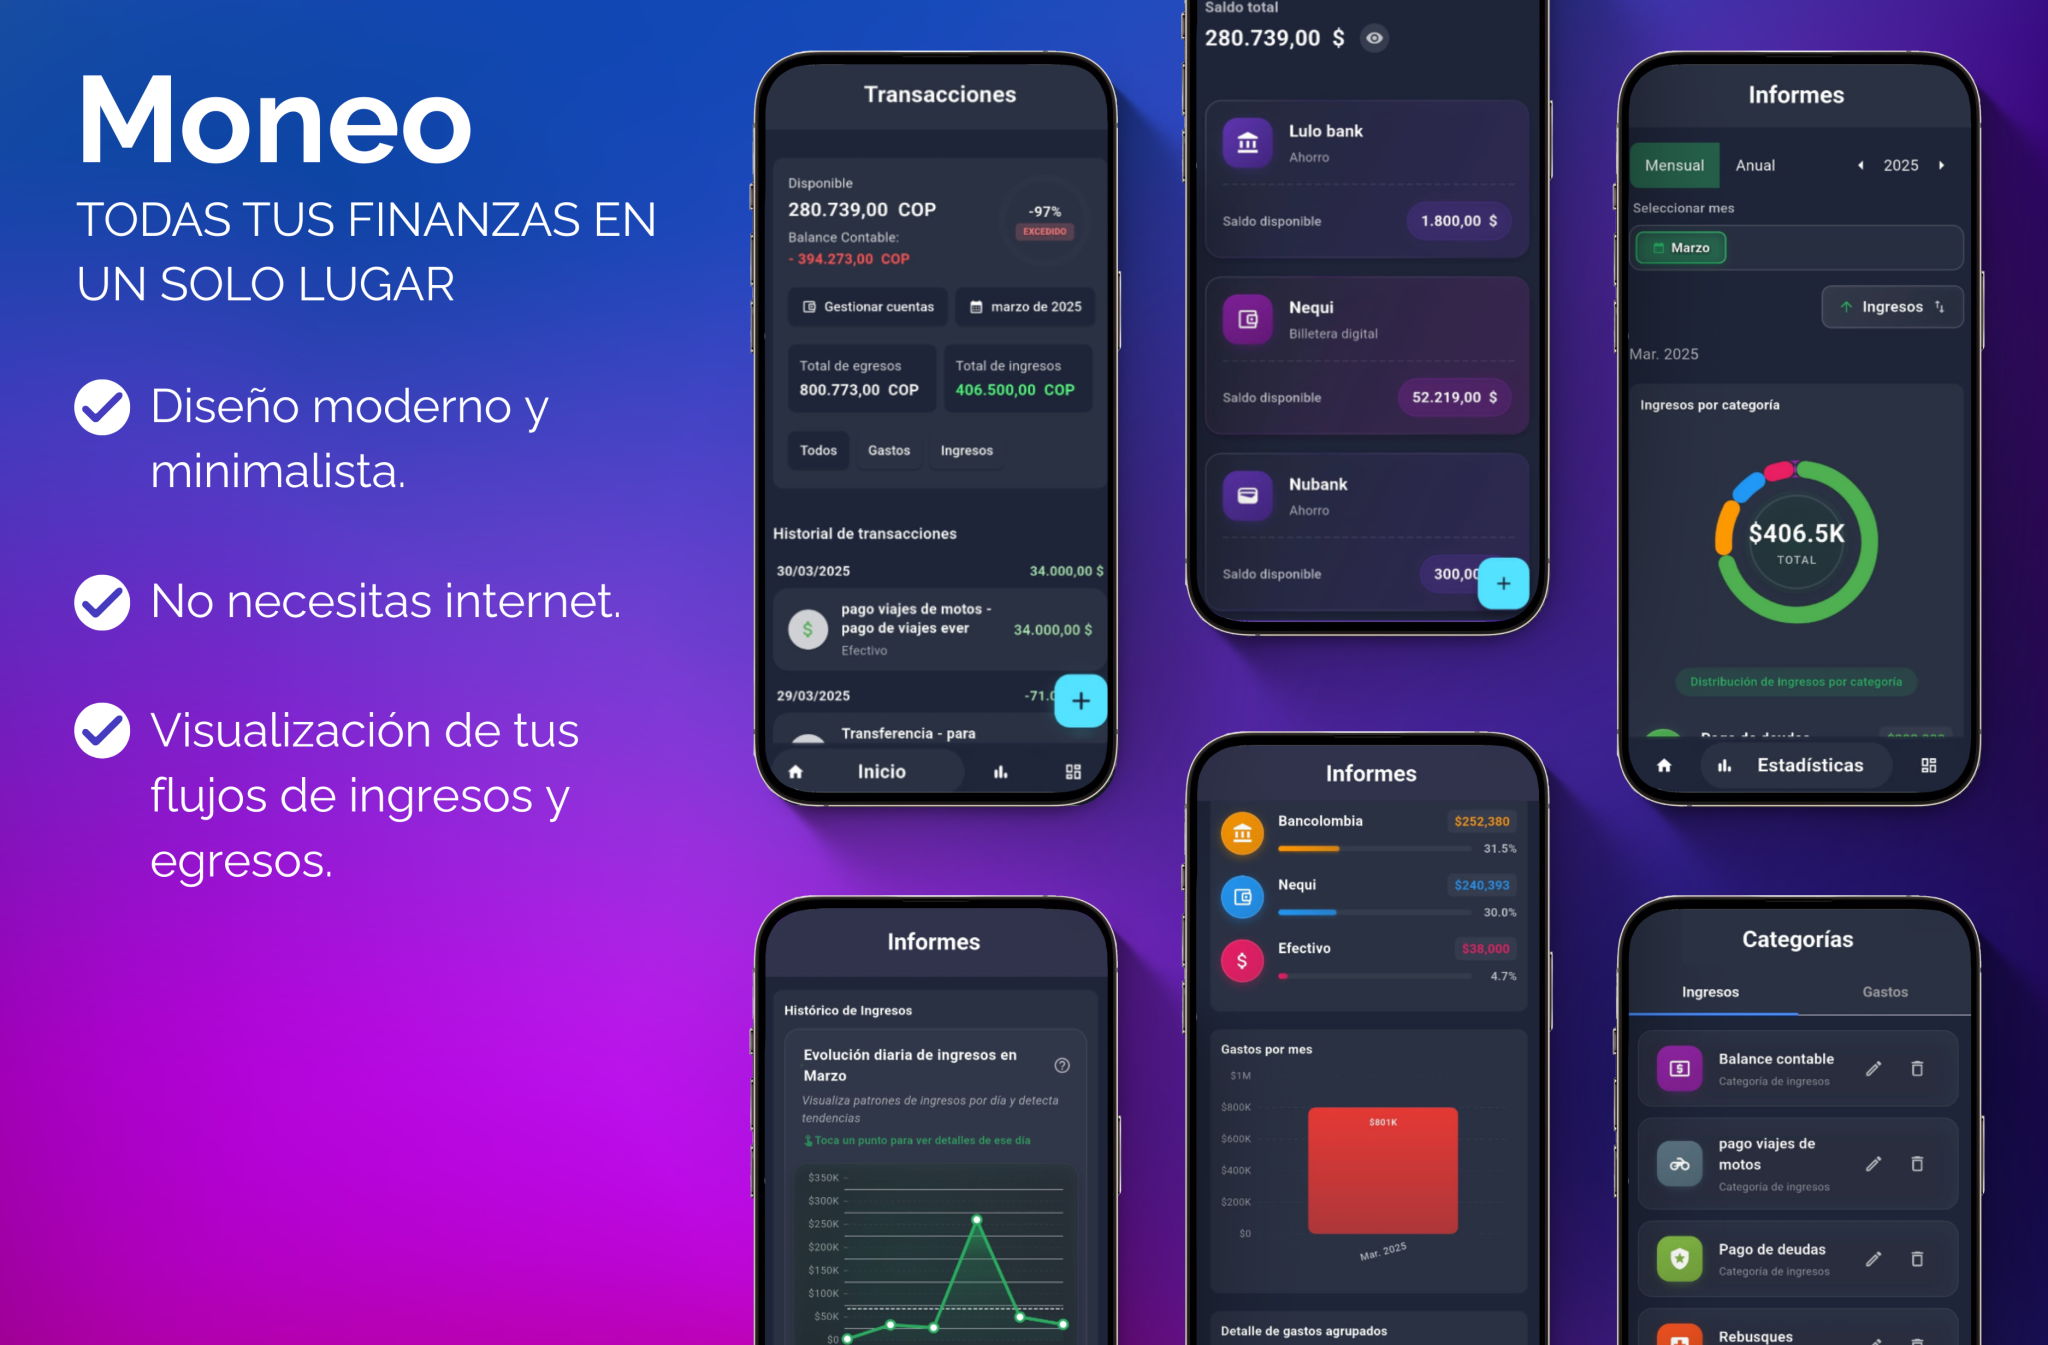 Moneo
TODAS TUS FINANZAS EN
UN SOLO LUGAR
Diseño moderno y
minimalista.
No necesitas internet.
Visualización de tus
flujos de ingresos y
egresos.
Transacciones
Disponible
280.739,00 COP
-97%
EXCEDIDO
Balance Contable:
- 394.273,00 COP
Gestionar cuentas
marzo de 2025
Total de egresos
800.773,00 COP
Total de ingresos
406.500,00 COP
Todos
Gastos
Ingresos
Historial de transacciones
30/03/2025
34.000,00 $
pago viajes de motos -
pago de viajes ever
34.000,00 $
Efectivo
29/03/2025
-71.0
Transferencia - para
Inicio
Saldo total
280.739,00 $
Lulo bank
Ahorro
Saldo disponible
1.800,00 $
Nequi
Billetera digital
Saldo disponible
52.219,00 $
Nubank
Ahorro
Saldo disponible
300,00
Informes
Mensual
Anual
2025
Seleccionar mes
Marzo
Ingresos
Mar. 2025
Ingresos por categoría
$406.5K
TOTAL
Distribución de ingresos por categoría
Pago de deudas
Estadísticas
Informes
Histórico de Ingresos
Evolución diaria de ingresos en
Marzo
Visualiza patrones de ingresos por día y detecta
tendencias
Toca un punto para ver detalles de ese día
$350K
$300K
$250K
$200K
$150K
$100K
$50K
$0
Informes
Bancolombia
$252,380
31.5%
Nequi
$240,393
30.0%
Efectivo
$38,000
4.7%
Gastos por mes
$1M
$800K
$600K
$400K
$200K
$0
$801K
Mar. 2025
Detalle de gastos agrupados
Categorías
Ingresos
Gastos
Balance contable
Categoría de ingresos
pago viajes de
motos
Categoría de ingresos
Pago de deudas
Categoría de ingresos
Rebusques